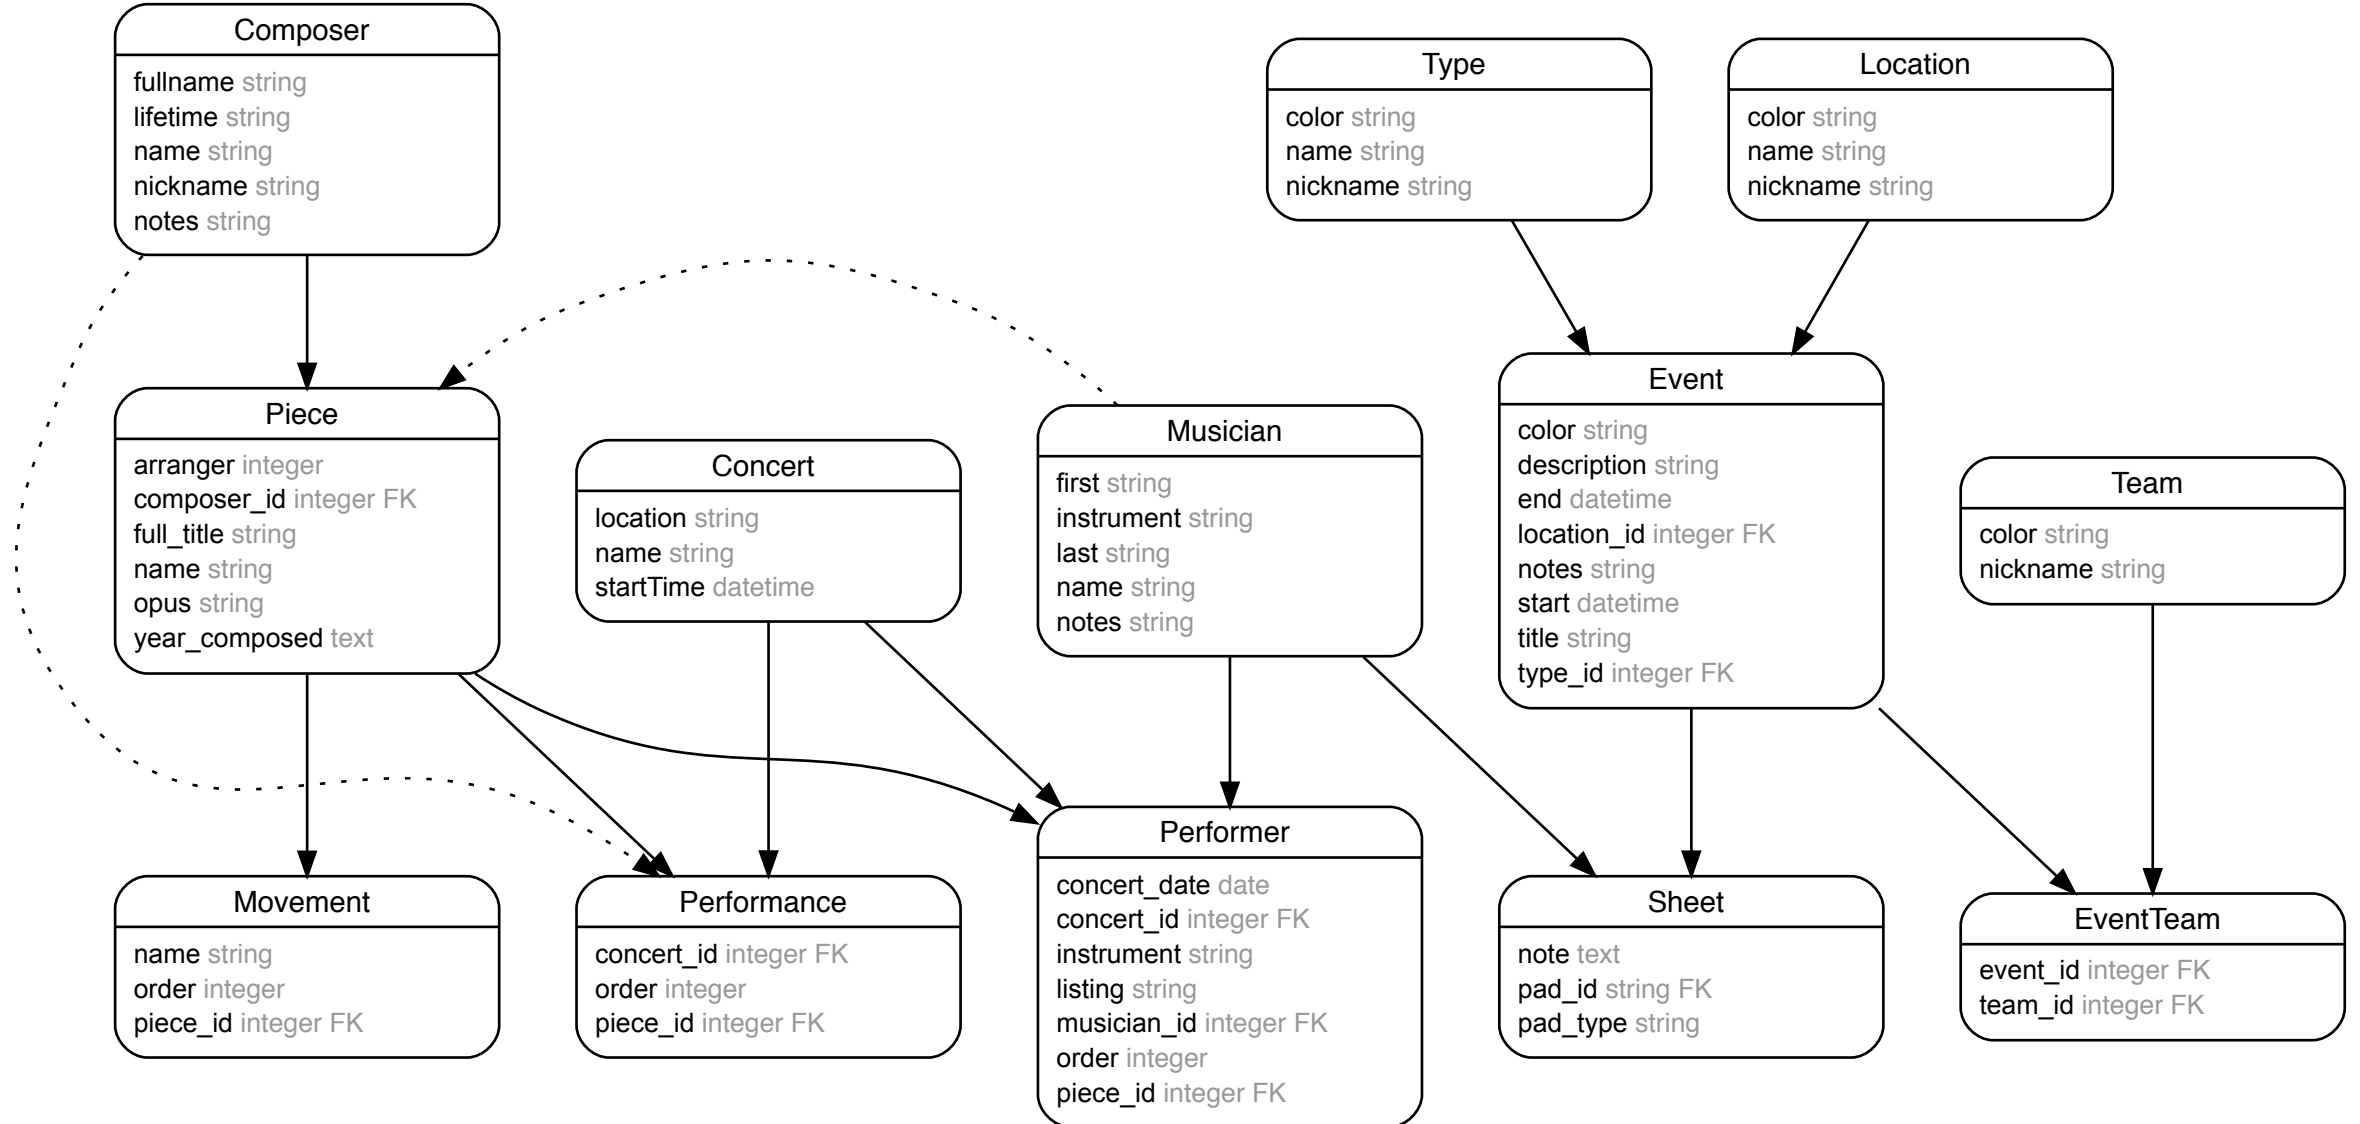 Composer
fullname string
lifetime string
name string
nickname string
notes string
Type
color string
name string
nickname string
Location
color string
name string
nickname string
Piece
arranger integer
composer_id integer FK
full_title string
name string
opus string
year_composed text
Concert
location string
name string
startTime datetime
Musician
first string
instrument string
last string
name string
notes string
Event
color string
description string
end datetime
location_id integer FK
notes string
start datetime
title string
type_id integer FK
Team
color string
nickname string
Movement
name string
order integer
piece_id integer FK
Performance
concert_id integer FK
order integer
piece_id integer FK
Performer
concert_date date
concert_id integer FK
instrument string
listing string
musician_id integer FK
order integer
piece_id integer FK
Sheet
note text
pad_id string FK
pad_type string
EventTeam
event_id integer FK
team_id integer FK